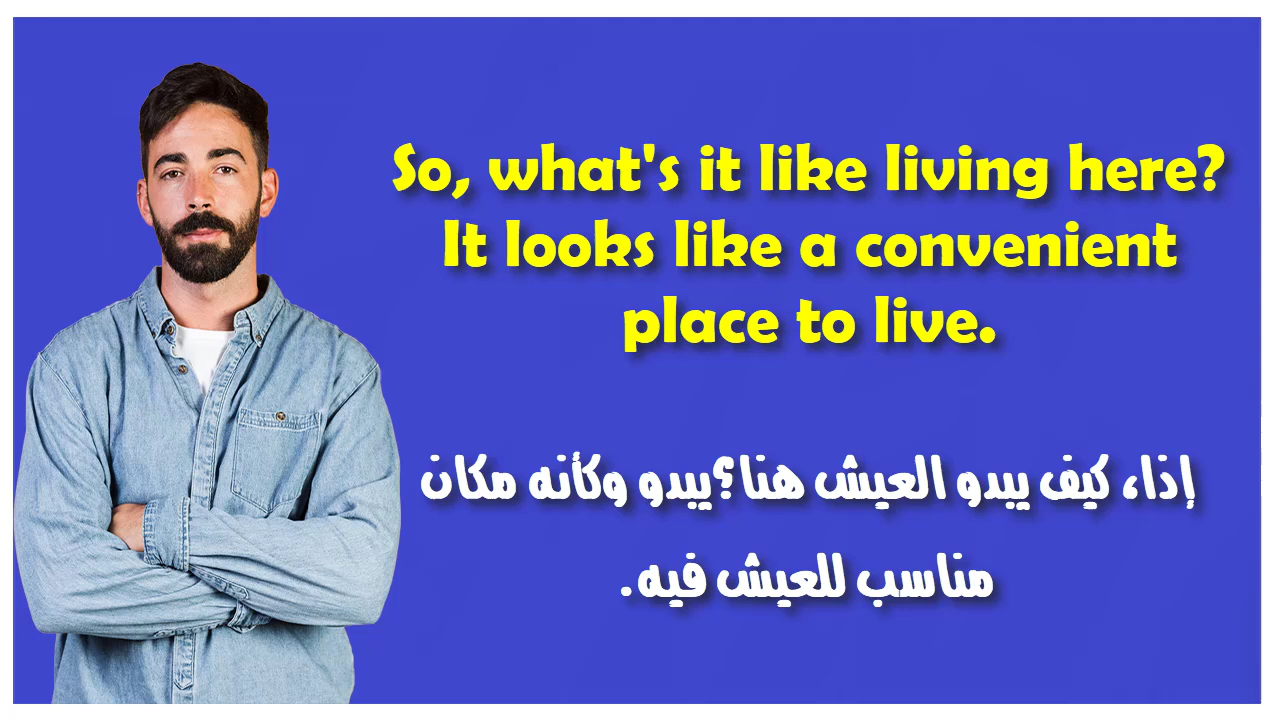 So, what's it like living here?
It looks like a convenient
place to live.
إذا، كيف يبدو العيش هنا؟يبدو وكأنه مكان
مناسب للعيش فيه.